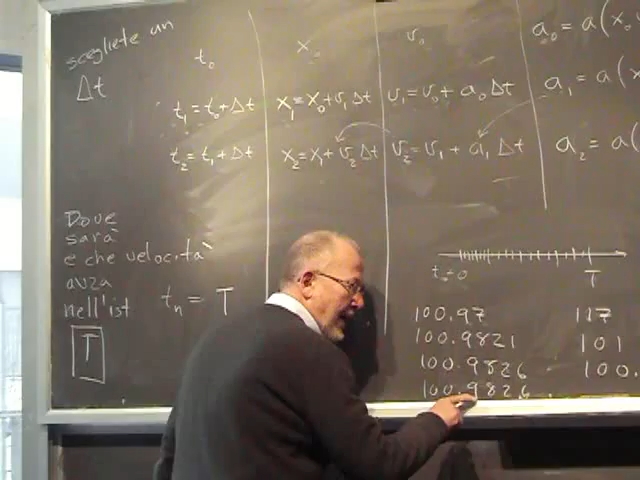 scegliete un
Δt
t₀ x₀ v₀ a₀ = a(x₀
t₁ = t₀ + Δt x₁ = x₀ + v₁ Δt v₁ = v₀ + a₀ Δt a₁ = a(x
t₂ = t₁ + Δt x₂ = x₁ + v₂ Δt v₂ = v₁ + a₁ Δt a₂ = a(
Dove
sarà
e che velocita`
avza
nell'ist tₙ = T
T
t₀ = 0 T
100.97 117
100.9821 101
100.9826 100.
100.9826